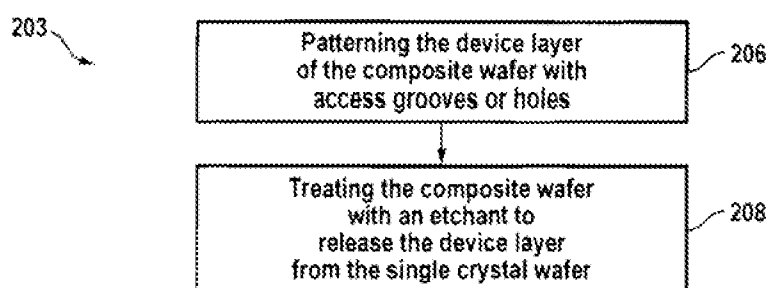 203
Patterning the device layer
of the composite wafer with
access grooves or holes
206
Treating the composite wafer
with an etchant to
release the device layer
from the single crystal wafer
208